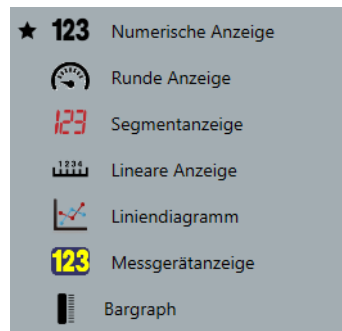 123 Numerische Anzeige
Runde Anzeige
123 Segmentanzeige
1234 Lineare Anzeige
Liniendiagramm
123 Messgerätanzeige
Bargraph